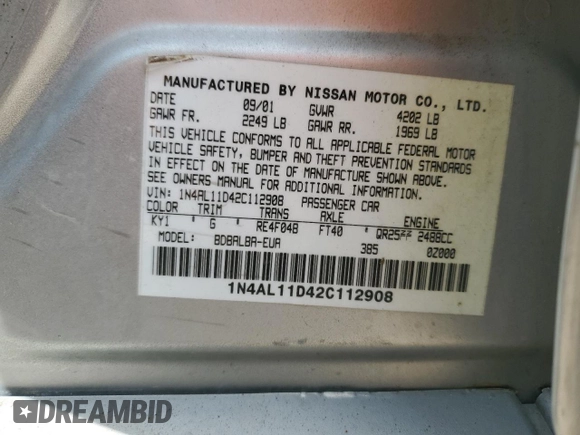 MANUFACTURED BY NISSAN MOTOR CO., LTD.
DATE 09/01 GVWR 4202 LB
GAWR FR. 2249 LB GAWR RR. 1969 LB
THIS VEHICLE CONFORMS TO ALL APPLICABLE FEDERAL MOTOR
VEHICLE SAFETY, BUMPER AND THEFT PREVENTION STANDARDS
IN EFFECT ON THE DATE OF MANUFACTURE SHOWN ABOVE.
SEE OWNERS MANUAL FOR ADDITIONAL INFORMATION.
VIN: 1N4AL11D42C112908 PASSENGER CAR
COLOR TRIM TRANS AXLE ENGINE
KY1 * G * RE4F04B FT40 * QR25** 2488CC
MODEL: BDBALBA-EUA 385 0Z000
1N4AL11D42C112908
DREAMBID